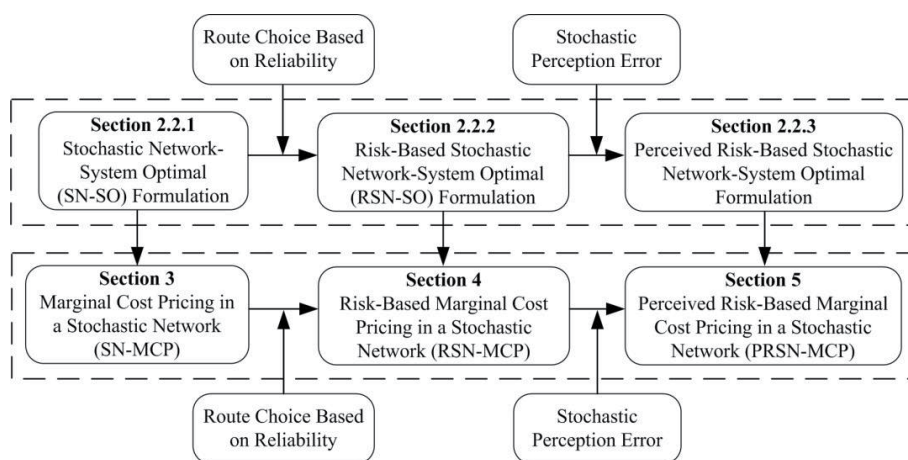 Route Choice Based
on Reliability
Stochastic
Perception Error
Section 2.2.1
Stochastic Network-
System Optimal
(SN-SO) Formulation
Section 2.2.2
Risk-Based Stochastic
Network-System Optimal
(RSN-SO) Formulation
Section 2.2.3
Perceived Risk-Based Stochastic
Network-System Optimal
Formulation
Section 3
Marginal Cost Pricing in
a Stochastic Network
(SN-MCP)
Section 4
Risk-Based Marginal Cost
Pricing in a Stochastic
Network (RSN-MCP)
Section 5
Perceived Risk-Based Marginal
Cost Pricing in a Stochastic
Network (PRSN-MCP)
Route Choice Based
on Reliability
Stochastic
Perception Error